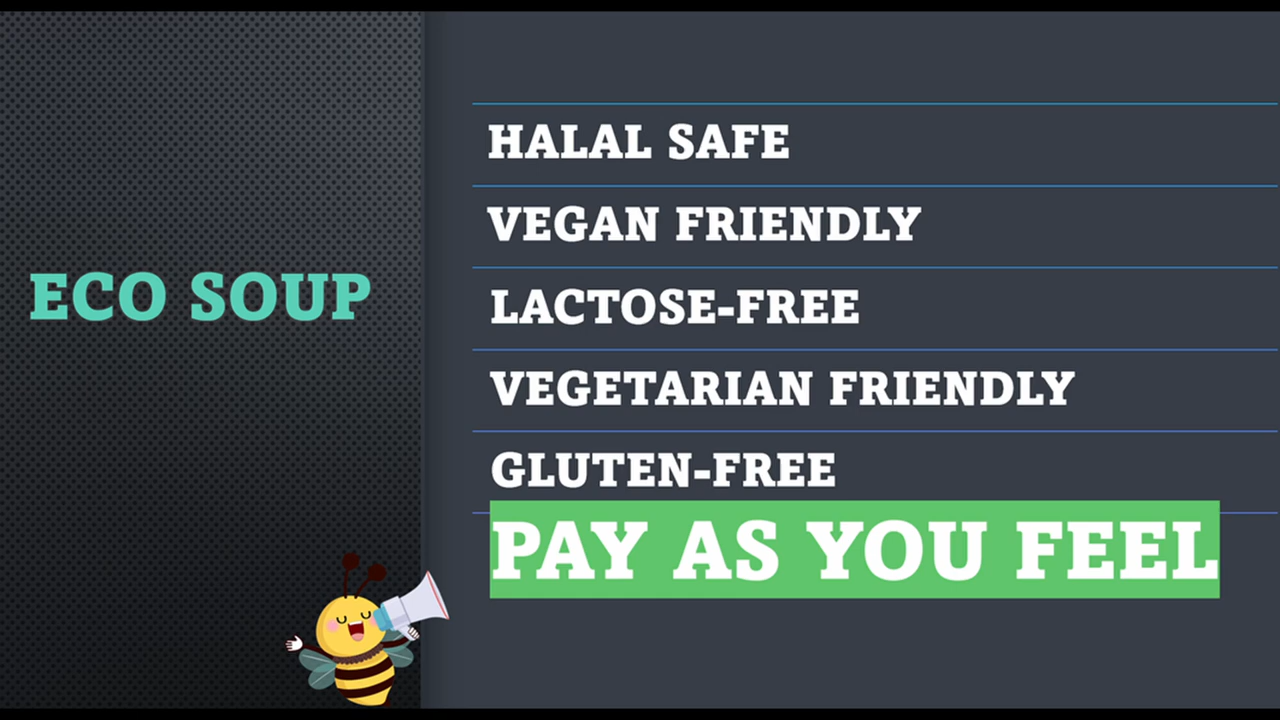 ECO SOUP
HALAL SAFE
VEGAN FRIENDLY
LACTOSE-FREE
VEGETARIAN FRIENDLY
GLUTEN-FREE
PAY AS YOU FEEL